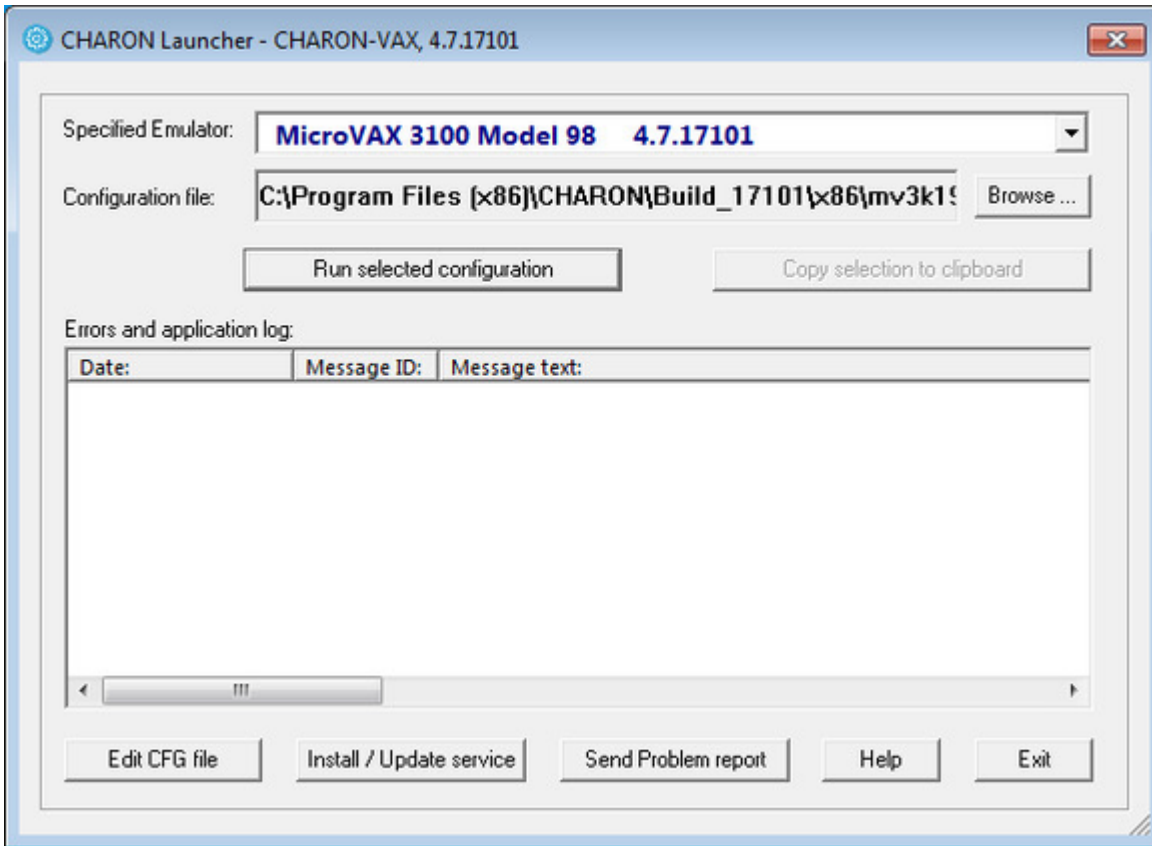 CHARON Launcher - CHARON-VAX, 4.7.17101
Specified Emulator: MicroVAX 3100 Model 98 4.7.17101
Configuration file: C:\Program Files (x86)\CHARON\Build_17101\x86\mv3k19 Browse ...
Run selected configuration Copy selection to clipboard
Errors and application log:
Date: Message ID: Message text:
Edit CFG file Install / Update service Send Problem report Help Exit